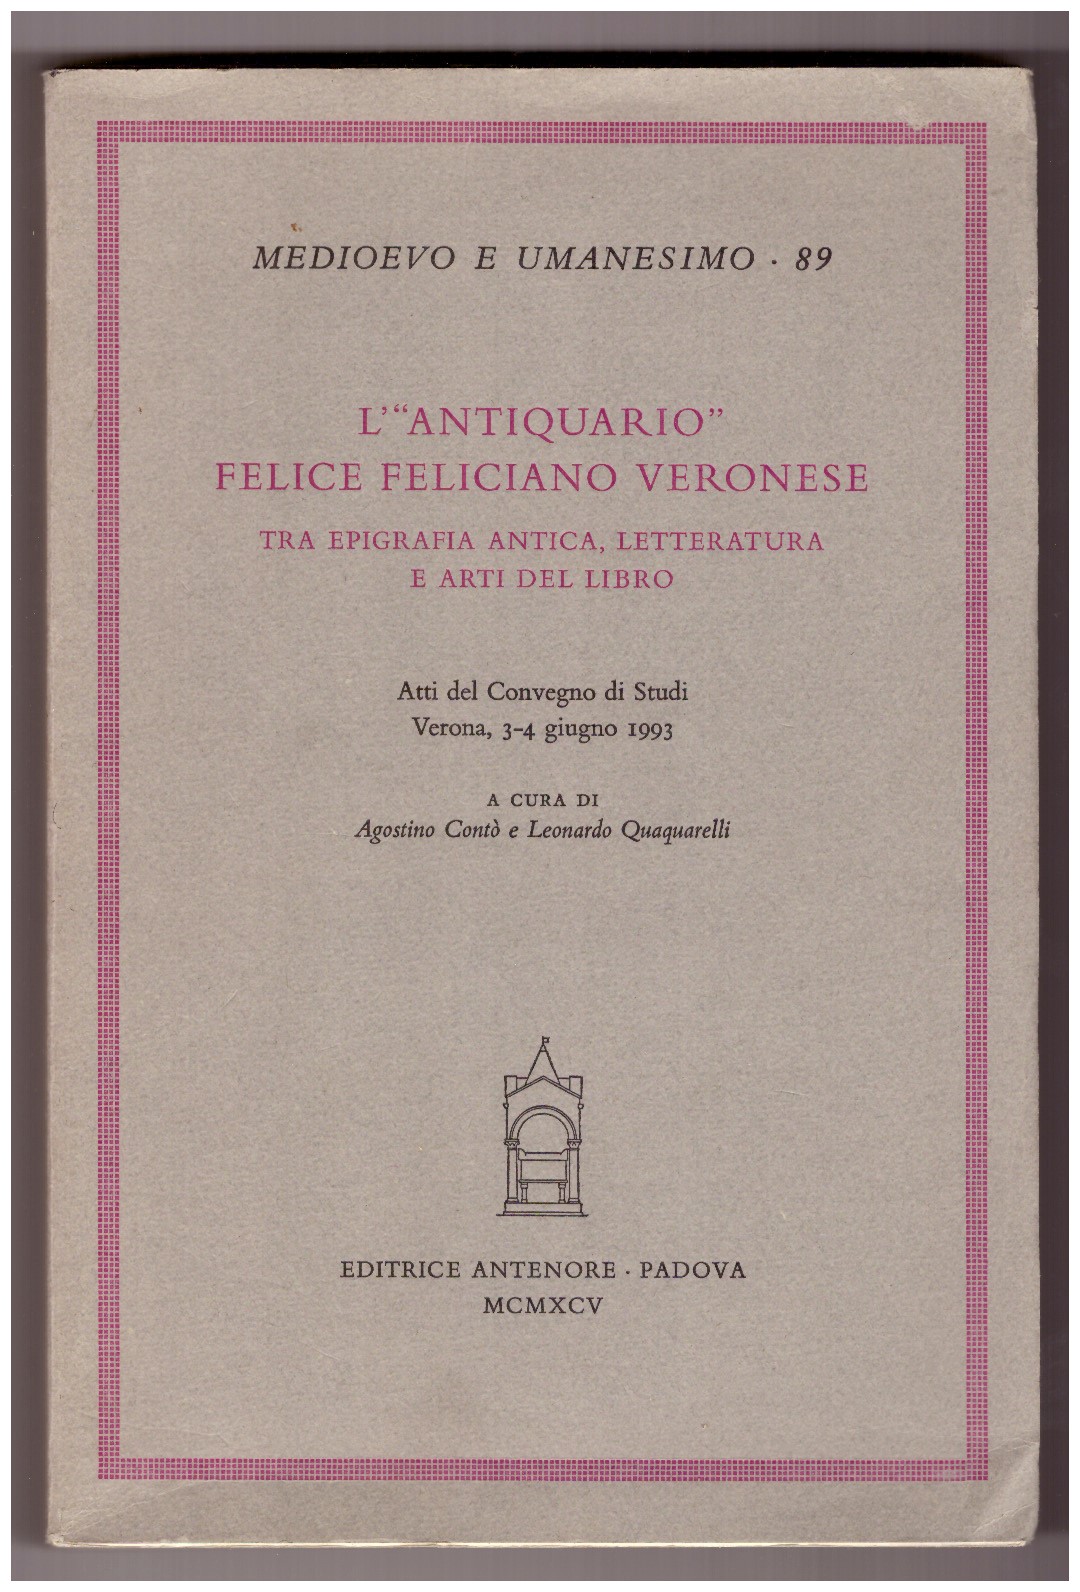 MEDIOEVO E UMANESIMO · 89
L'“ANTIQUARIO”
FELICE FELICIANO VERONESE
TRA EPIGRAFIA ANTICA, LETTERATURA
E ARTI DEL LIBRO
Atti del Convegno di Studi
Verona, 3-4 giugno 1993
A CURA DI
Agostino Contò e Leonardo Quaquarelli
EDITRICE ANTENORE · PADOVA
MCMXCV